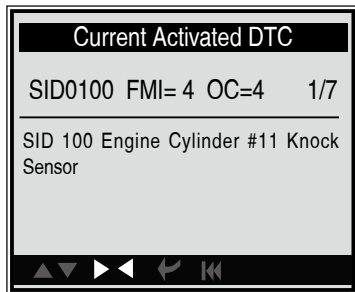 Current Activated DTC
SID0100 FMI= 4 OC=4 1/7
SID 100 Engine Cylinder #11 Knock
Sensor